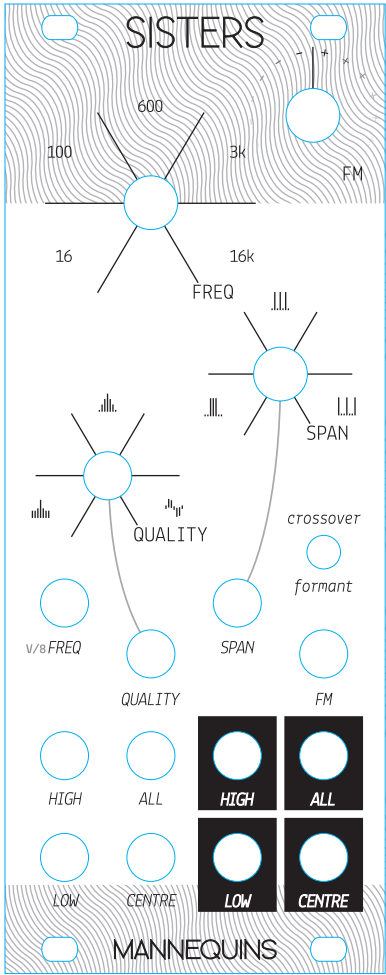 SISTERS
- +
- +
- +
600
100
3k
FM
16
16k
FREQ
SPAN
QUALITY
crossover
formant
V/8 FREQ
SPAN
QUALITY
FM
HIGH
ALL
HIGH
ALL
LOW
CENTRE
LOW
CENTRE
MANNEQUINS